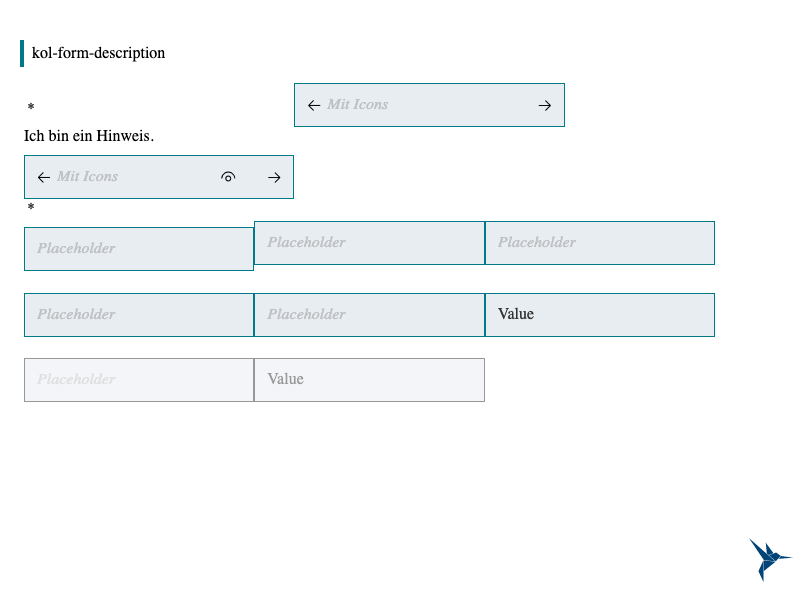 kol-form-description
*
Mit Icons
Ich bin ein Hinweis.
Mit Icons
*
Placeholder Placeholder Placeholder
Placeholder Placeholder Value
Placeholder Value